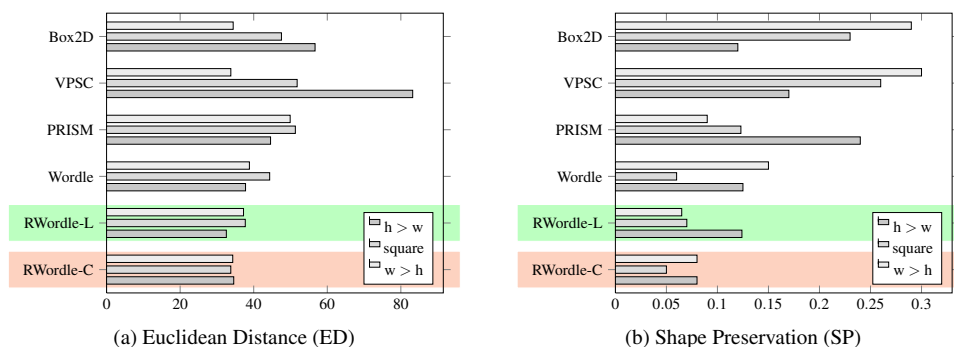 Box2D
VPSC
PRISM
Wordle
RWordle-L
RWordle-C
h > w
square
w > h
0 20 40 60 80
(a) Euclidean Distance (ED)
Box2D
VPSC
PRISM
Wordle
RWordle-L
RWordle-C
h > w
square
w > h
0 0.05 0.1 0.15 0.2 0.25 0.3
(b) Shape Preservation (SP)